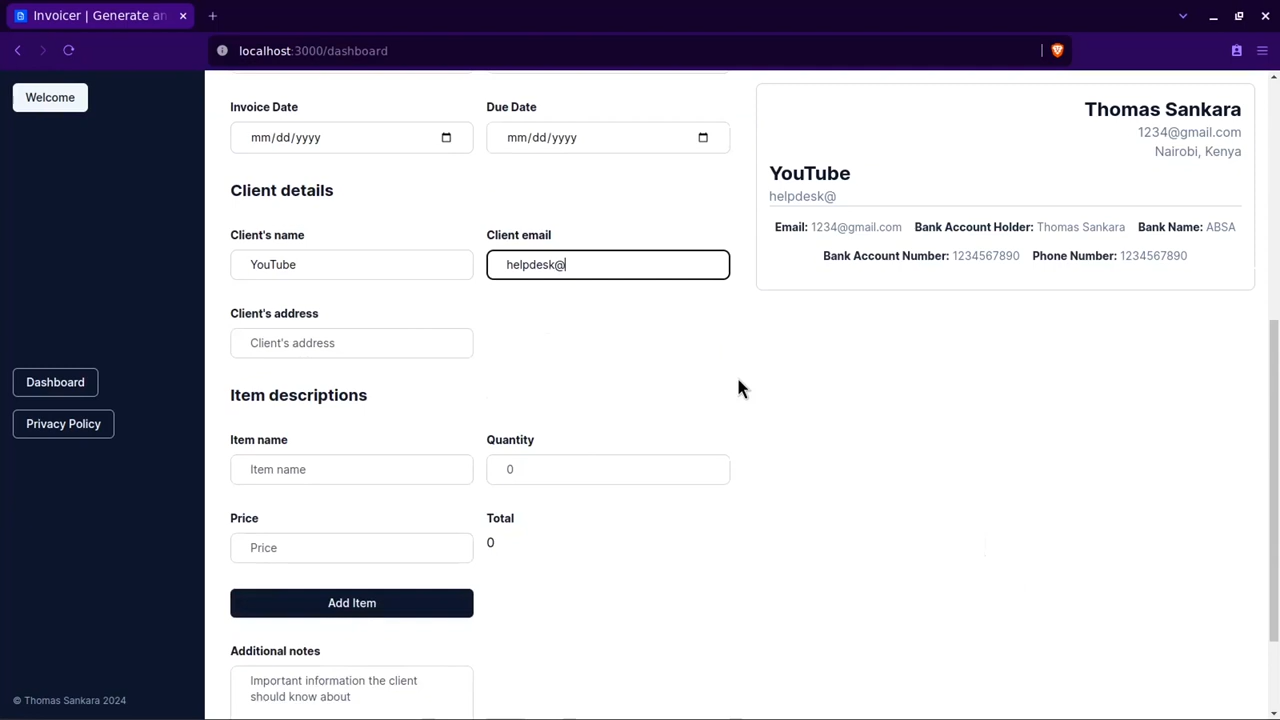 Invoicer | Generate an
localhost:3000/dashboard
Welcome
Dashboard
Privacy Policy
© Thomas Sankara 2024
Invoice Date
Due Date
mm/dd/yyyy
mm/dd/yyyy
Client details
Client's name
Client email
YouTube
helpdesk@
Client's address
Client's address
Item descriptions
Item name
Quantity
Item name
0
Price
Total
Price
0
Add Item
Additional notes
Important information the client
should know about
Thomas Sankara
1234@gmail.com
Nairobi, Kenya
YouTube
helpdesk@
Email: 1234@gmail.com Bank Account Holder: Thomas Sankara Bank Name: ABSA
Bank Account Number: 1234567890 Phone Number: 1234567890